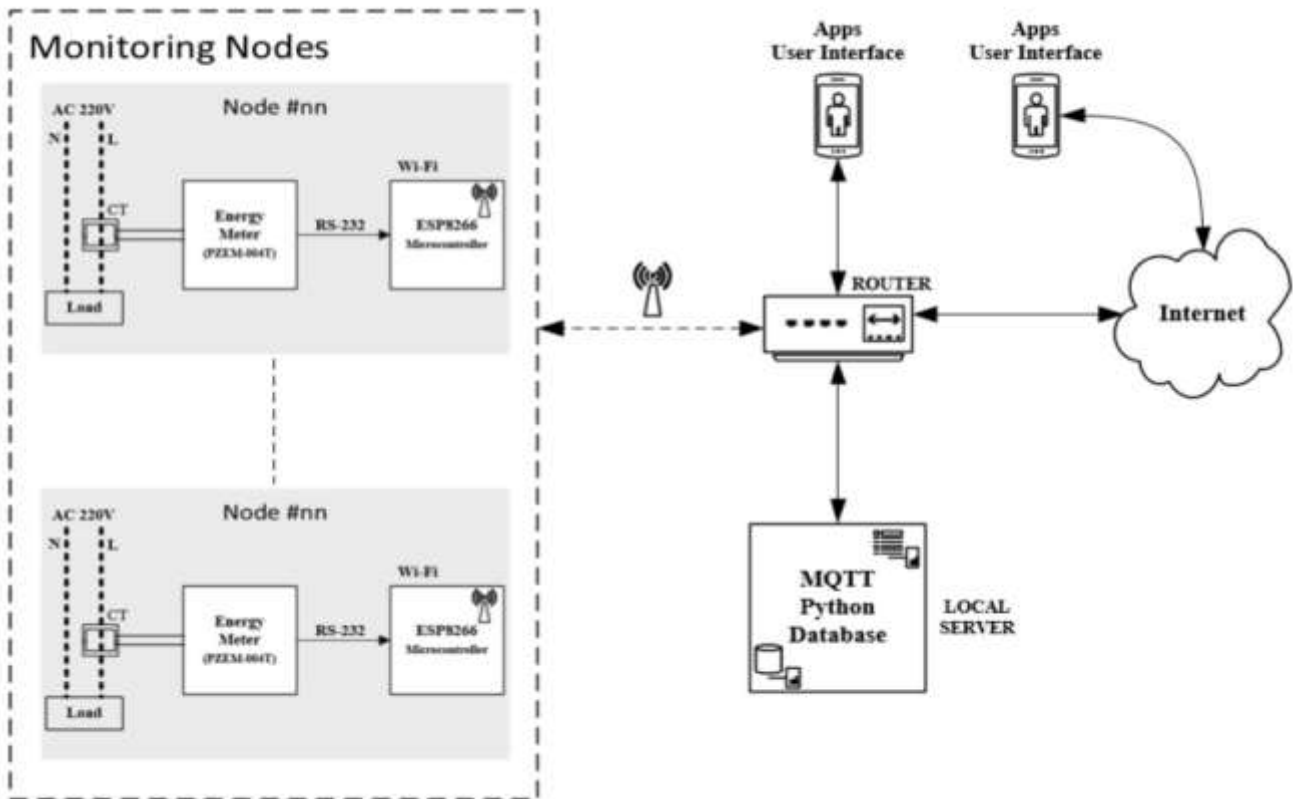 Monitoring Nodes
Node #nn
AC 220V
N
L
CT
Load
Energy
Meter
(PZEM-004T)
RS-232
Wi-Fi
ESP8266
Microcontroller
Node #nn
AC 220V
N
L
CT
Load
Energy
Meter
(PZEM-004T)
RS-232
Wi-Fi
ESP8266
Microcontroller
Apps
User Interface
Apps
User Interface
ROUTER
Internet
MQTT
Python
Database
LOCAL
SERVER